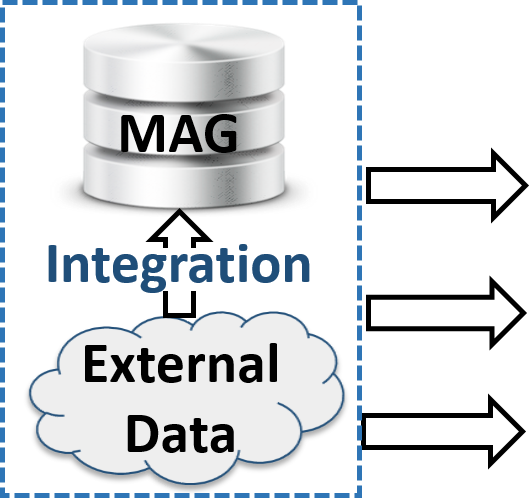 MAG
Integration
External
Data